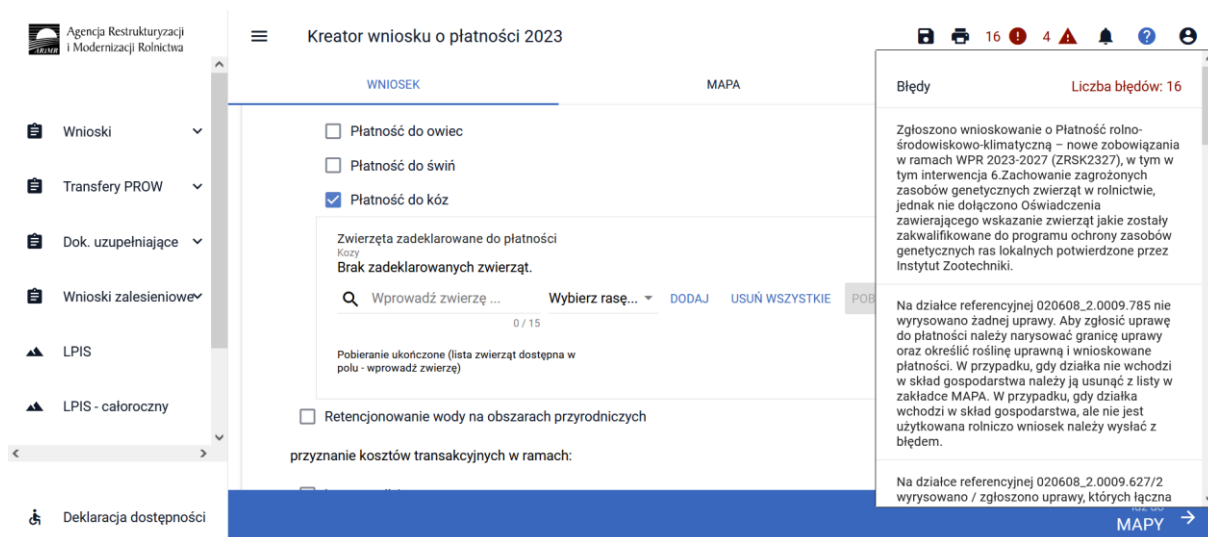 Agencja Restrukturyzacji
i Modernizacji Rolnictwa
ARiMR
Kreator wniosku o płatności 2023
16
4
WNIOSEK
MAPA
Wnioski
Transfery PROW
Dok. uzupełniające
Wnioski zalesieniowe
LPIS
LPIS - całoroczny
Deklaracja dostępności
Płatność do owiec
Płatność do świń
Płatność do kóz
Zwierzęta zadeklarowane do płatności
Kozy
Brak zadeklarowanych zwierząt.
Wprowadź zwierzę ...
Wybierz rasę...
DODAJ
USUŃ WSZYSTKIE
POB
0 / 15
Pobieranie ukończone (lista zwierząt dostępna w
polu - wprowadź zwierzę)
Retencjonowanie wody na obszarach przyrodniczych
przyznanie kosztów transakcyjnych w ramach:
Błędy
Liczba błędów: 16
Zgłoszono wnioskowanie o Płatność rolno-
środowiskowo-klimatyczną – nowe zobowiązania
w ramach WPR 2023-2027 (ZRSK2327), w tym w
tym interwencja 6.Zachowanie zagrożonych
zasobów genetycznych zwierząt w rolnictwie,
jednak nie dołączono Oświadczenia
zawierającego wskazanie zwierząt jakie zostały
zakwalifikowane do programu ochrony zasobów
genetycznych ras lokalnych potwierdzone przez
Instytut Zootechniki.
Na działce referencyjnej 020608_2.0009.785 nie
wyrysowano żadnej uprawy. Aby zgłosić uprawę
do płatności należy narysować granicę uprawy
oraz określić roślinę uprawną i wnioskowane
płatności. W przypadku, gdy działka nie wchodzi
w skład gospodarstwa należy ją usunąć z listy w
zakładce MAPA. W przypadku, gdy działka
wchodzi w skład gospodarstwa, ale nie jest
użytkowana rolniczo wniosek należy wysłać z
błędem.
Na działce referencyjnej 020608_2.0009.627/2
wyrysowano / zgłoszono uprawy, których łączna
MAPY